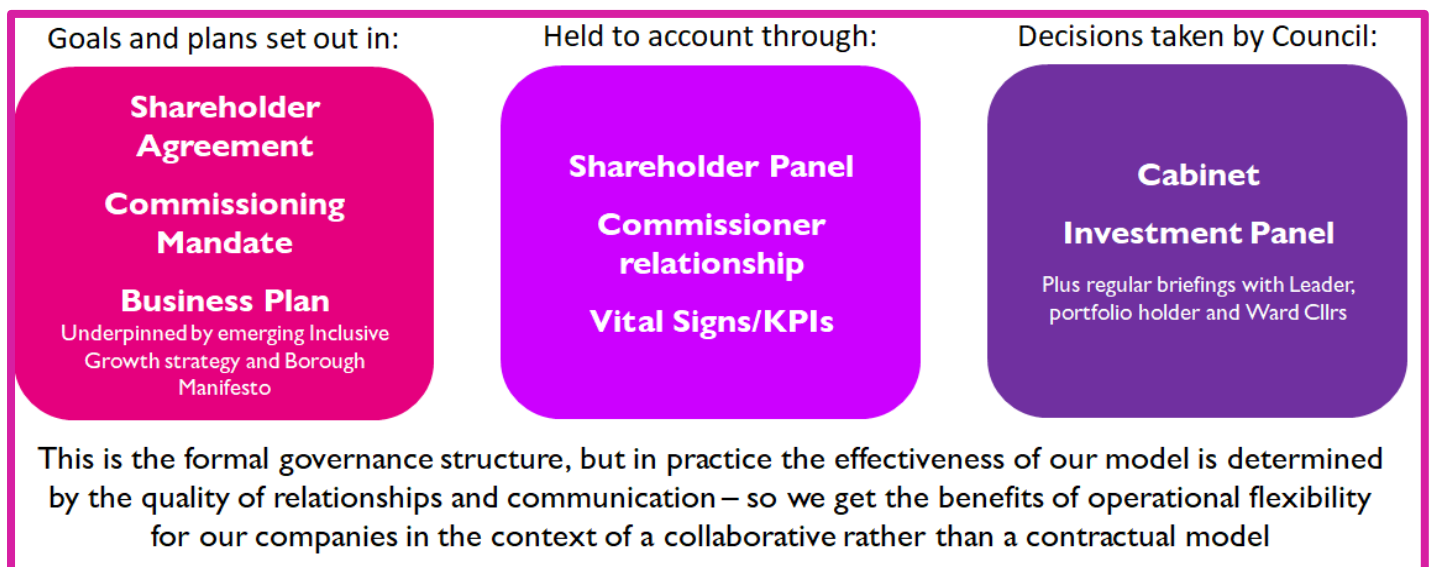 Goals and plans set out in:
Shareholder
Agreement
Commissioning
Mandate
Business Plan
Underpinned by emerging Inclusive
Growth strategy and Borough
Manifesto
Held to account through:
Shareholder Panel
Commissioner
relationship
Vital Signs/KPIs
Decisions taken by Council:
Cabinet
Investment Panel
Plus regular briefings with Leader,
portfolio holder and Ward Cllrs
This is the formal governance structure, but in practice the effectiveness of our model is determined
by the quality of relationships and communication – so we get the benefits of operational flexibility
for our companies in the context of a collaborative rather than a contractual model